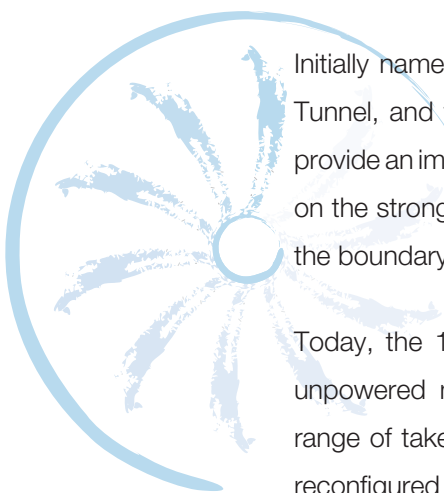 Initially name
Tunnel, and
provide an im
on the strong
the boundary
Today, the 1
unpowered
range of take
reconfigured